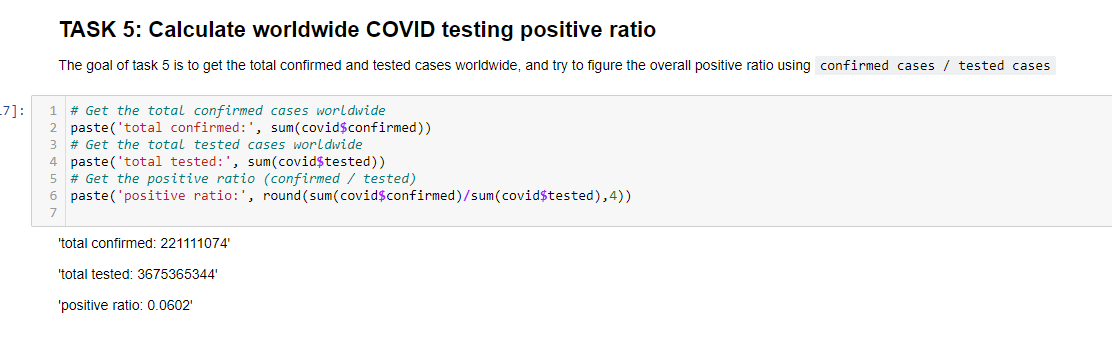 TASK 5: Calculate worldwide COVID testing positive ratio
The goal of task 5 is to get the total confirmed and tested cases worldwide, and try to figure the overall positive ratio using confirmed cases / tested cases
7]:
1 # Get the total confirmed cases worldwide
2 paste('total confirmed:', sum(covid$confirmed))
3 # Get the total tested cases worldwide
4 paste('total tested:', sum(covid$tested))
5 # Get the positive ratio (confirmed / tested)
6 paste('positive ratio:', round(sum(covid$confirmed)/sum(covid$tested),4))
7
'total confirmed: 221111074'
'total tested: 3675365344'
'positive ratio: 0.0602'